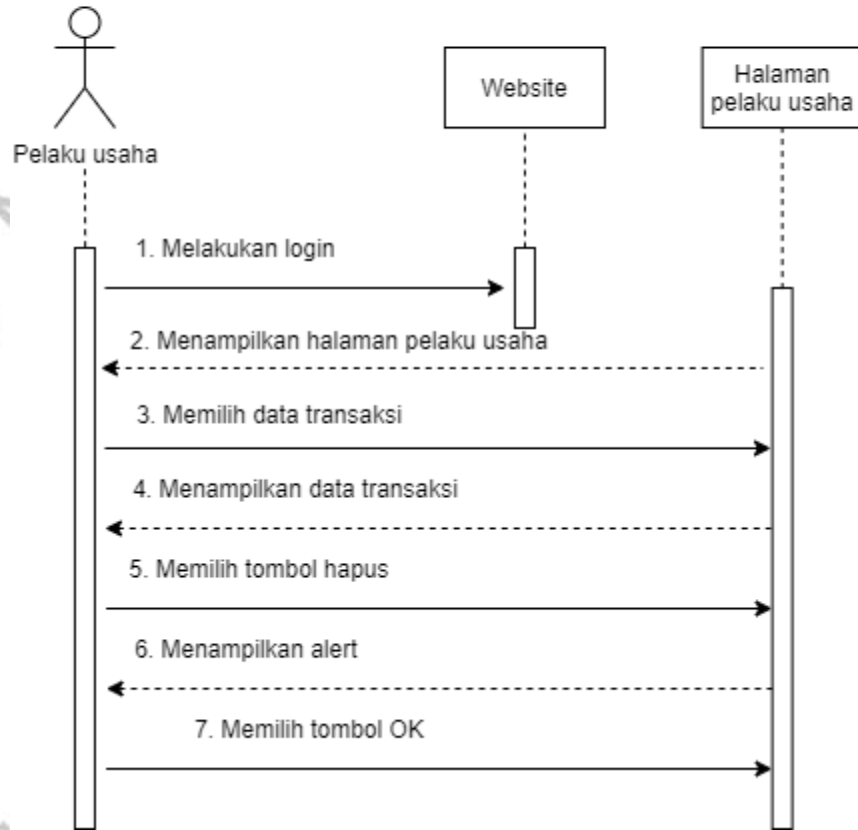 Pelaku usaha
Website
Halaman
pelaku usaha
1. Melakukan login
2. Menampilkan halaman pelaku usaha
3. Memilih data transaksi
4. Menampilkan data transaksi
5. Memilih tombol hapus
6. Menampilkan alert
7. Memilih tombol OK